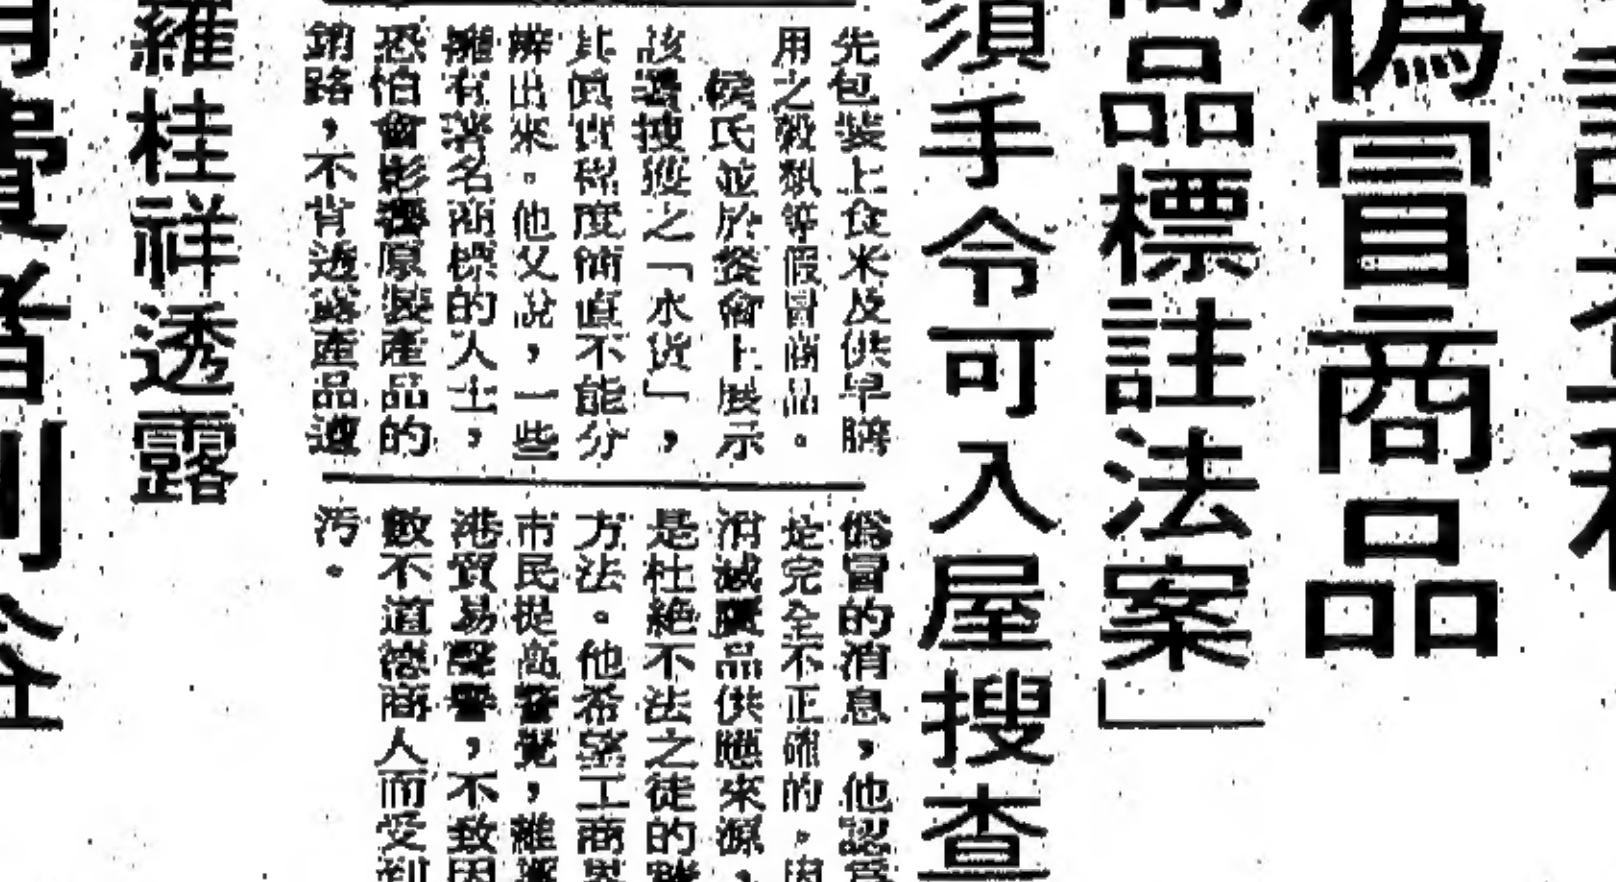 偽冒商品
商品標註法案」
須手令可入屋搜查
先包裝上食米及供早膳
用之穀類等假冒商品。
侯氏並於餐會上展示
該署搜獲之「水貨」，
其眞實程度簡直不能分
辨出來。他又說，一些
擁有著名商標的人士，
恐怕會影響原裝產品的
銷路，不肯透露產品遭
偽冒的消息，他認爲
是完全不正確的。因
消滅贋品供應來源，
是杜絕不法之徒的
方法。他希望工商界
市民提高警覺，維護
港貿易聲譽，不致因
數不道德商人而受到
污。
羅桂祥透露
消費者